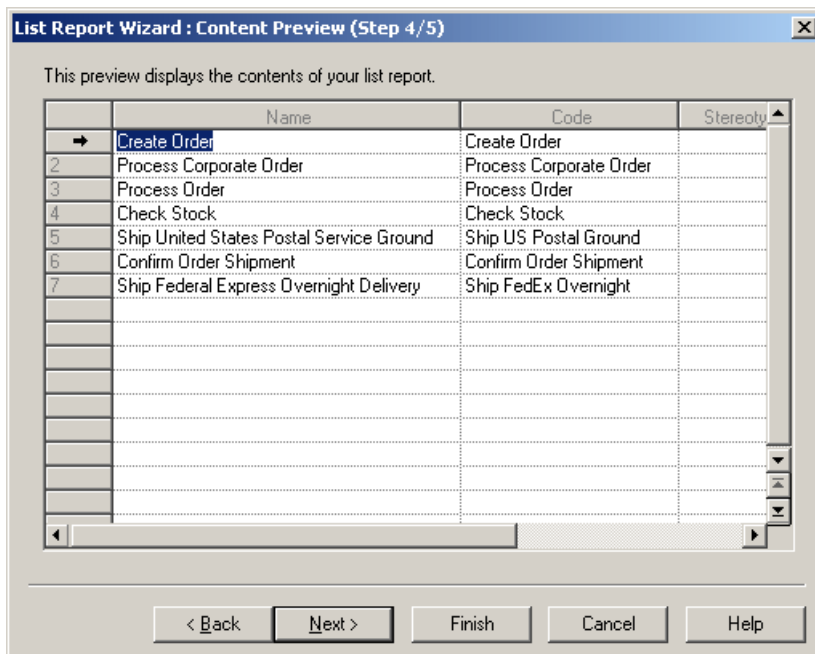 List Report Wizard : Content Preview (Step 4/5)
This preview displays the contents of your list report.
Name Code Stereoty
Create Order Create Order
2 Process Corporate Order Process Corporate Order
3 Process Order Process Order
4 Check Stock Check Stock
5 Ship United States Postal Service Ground Ship US Postal Ground
6 Confirm Order Shipment Confirm Order Shipment
7 Ship Federal Express Overnight Delivery Ship FedEx Overnight
< Back Next > Finish Cancel Help